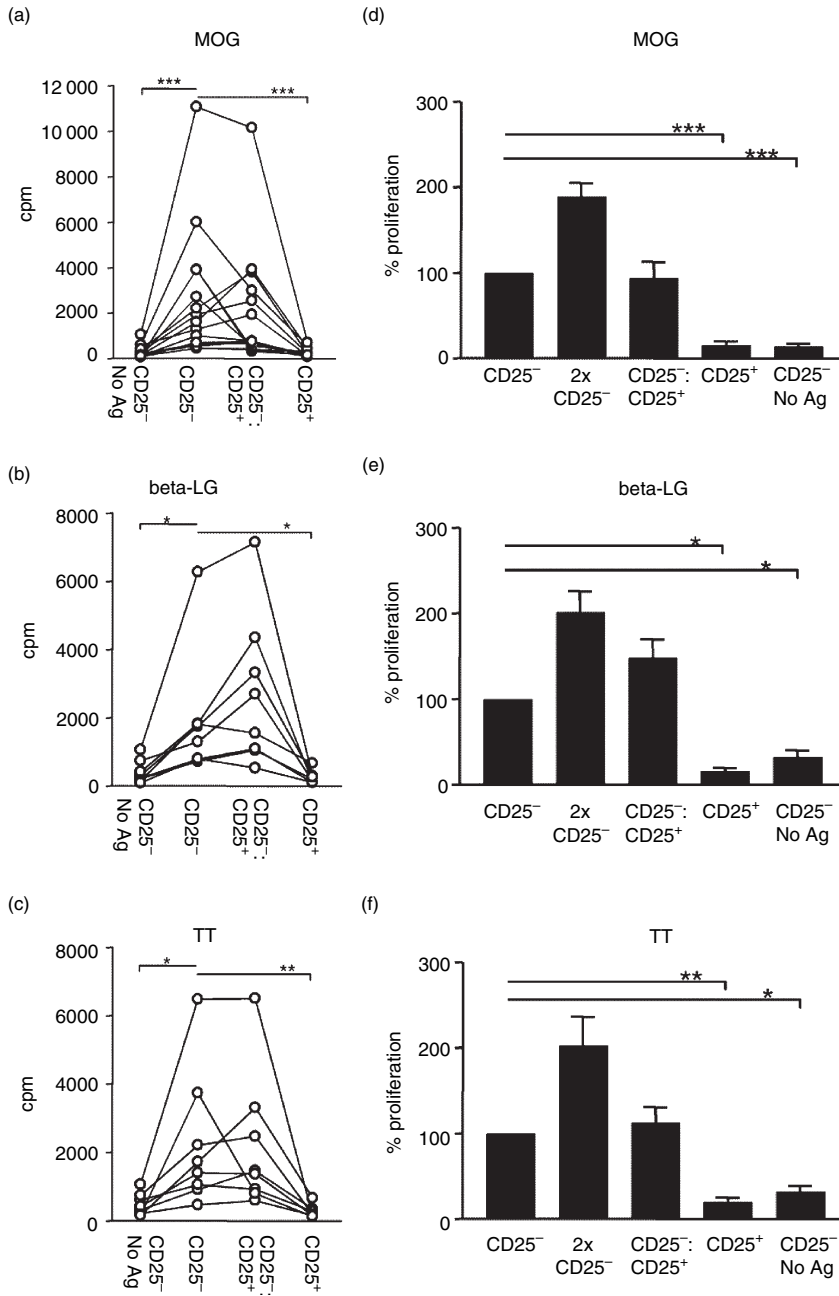 (a)
MOG
*** ***
12 000
10 000
8000
6000
4000
2000
0
cpm
CD25⁻
No Ag
CD25⁻
CD25⁻:
CD25⁺
CD25⁺
(d)
MOG
300
200
100
0
% proliferation
***
***
CD25⁻
2x
CD25⁻
CD25⁻:
CD25⁺
CD25⁺
CD25⁻
No Ag
(b)
beta-LG
* *
8000
6000
4000
2000
0
cpm
CD25⁻
No Ag
CD25⁻
CD25⁻:
CD25⁺
CD25⁺
(e)
beta-LG
300
200
100
0
% proliferation
*
*
CD25⁻
2x
CD25⁻
CD25⁻:
CD25⁺
CD25⁺
CD25⁻
No Ag
(c)
TT
* **
8000
6000
4000
2000
0
cpm
CD25⁻
No Ag
CD25⁻
CD25⁻:
CD25⁺
CD25⁺
(f)
TT
300
200
100
0
% proliferation
**
*
CD25⁻
2x
CD25⁻
CD25⁻:
CD25⁺
CD25⁺
CD25⁻
No Ag